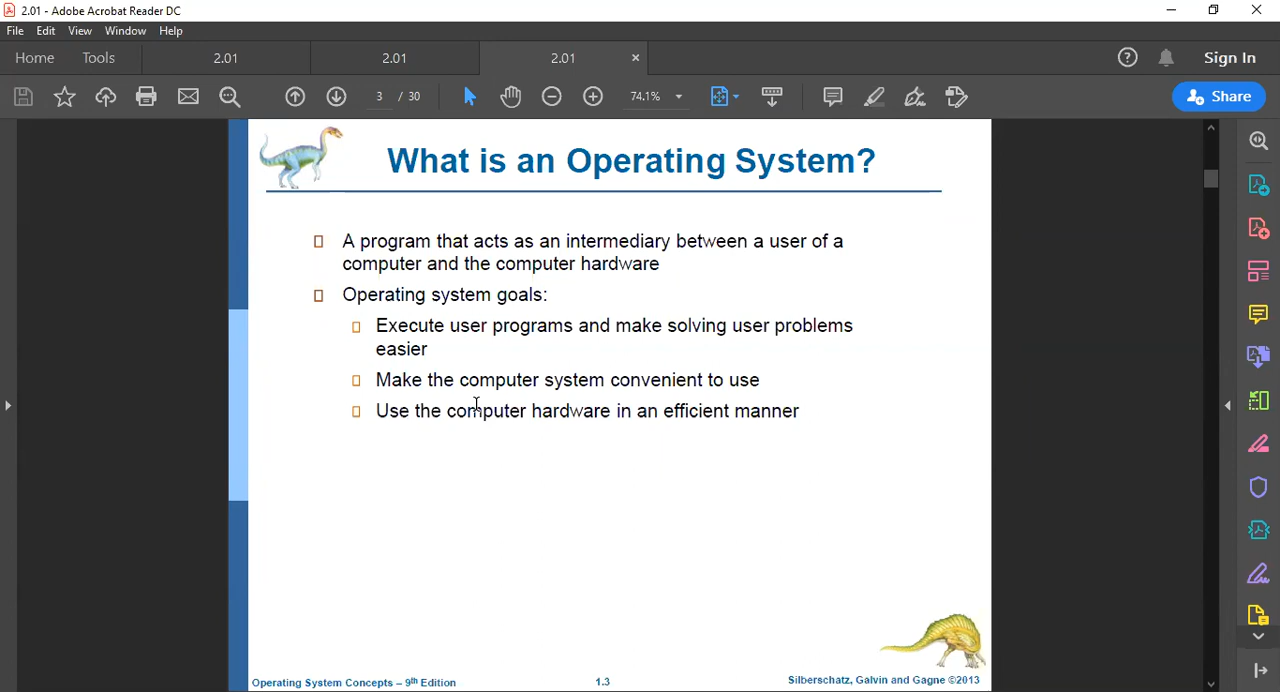 2.01 - Adobe Acrobat Reader DC
File Edit View Window Help
Home Tools 2.01 2.01 2.01 Sign In
3 / 30 74.1% Share
What is an Operating System?
A program that acts as an intermediary between a user of a
computer and the computer hardware
Operating system goals:
Execute user programs and make solving user problems
easier
Make the computer system convenient to use
Use the computer hardware in an efficient manner
Operating System Concepts – 9th Edition 1.3 Silberschatz, Galvin and Gagne ©2013